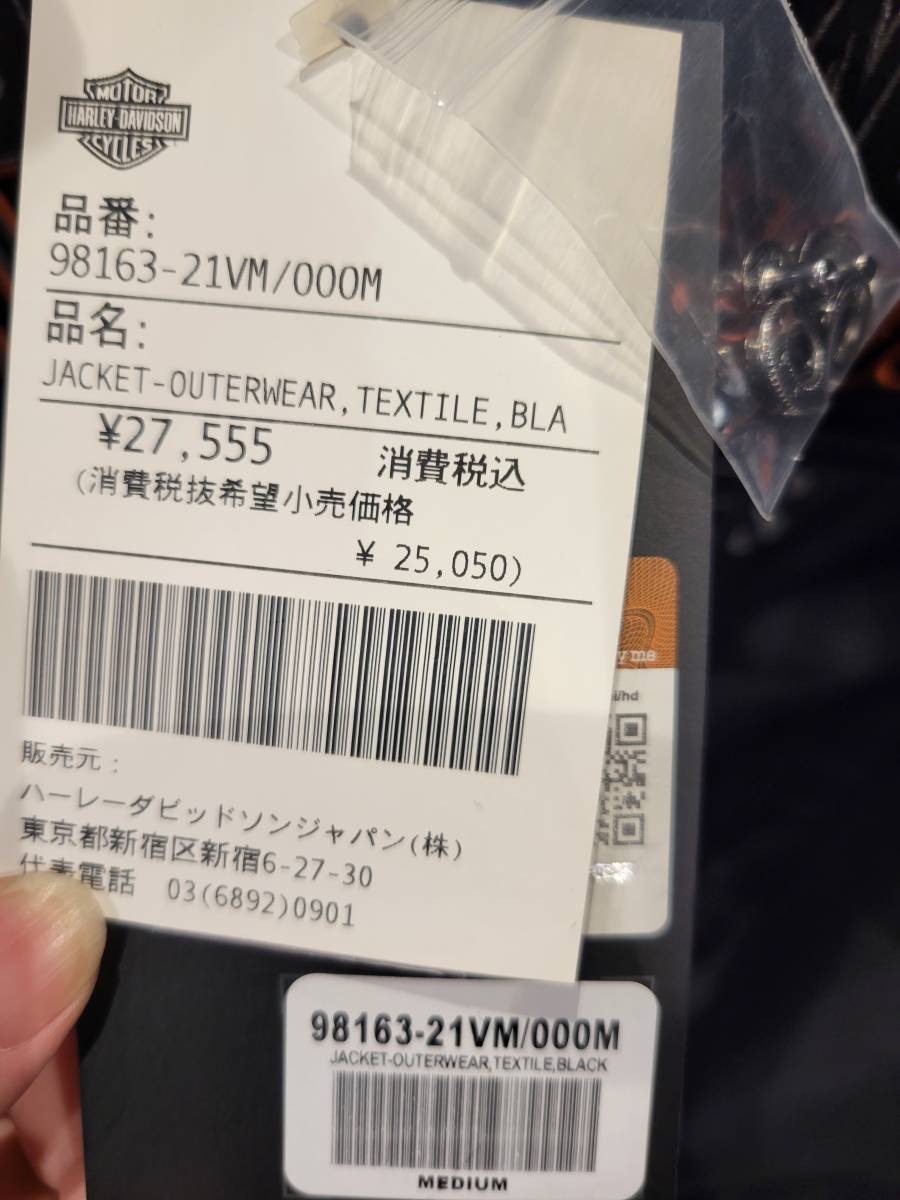 MOTOR
HARLEY-DAVIDSON
CYCLES
品番:
98163-21VM/000M
品名:
JACKET-OUTERWEAR,TEXTILE,BLA
¥27,555 消費税込
(消費税抜希望小売価格
¥ 25,050)
販売元:
ハーレーダビッドソンジャパン(株)
東京都新宿区新宿6-27-30
代表電話 03(6892)0901
/hd
98163-21VM/000M
JACKET-OUTERWEAR,TEXTILE,BLACK
MEDIUM